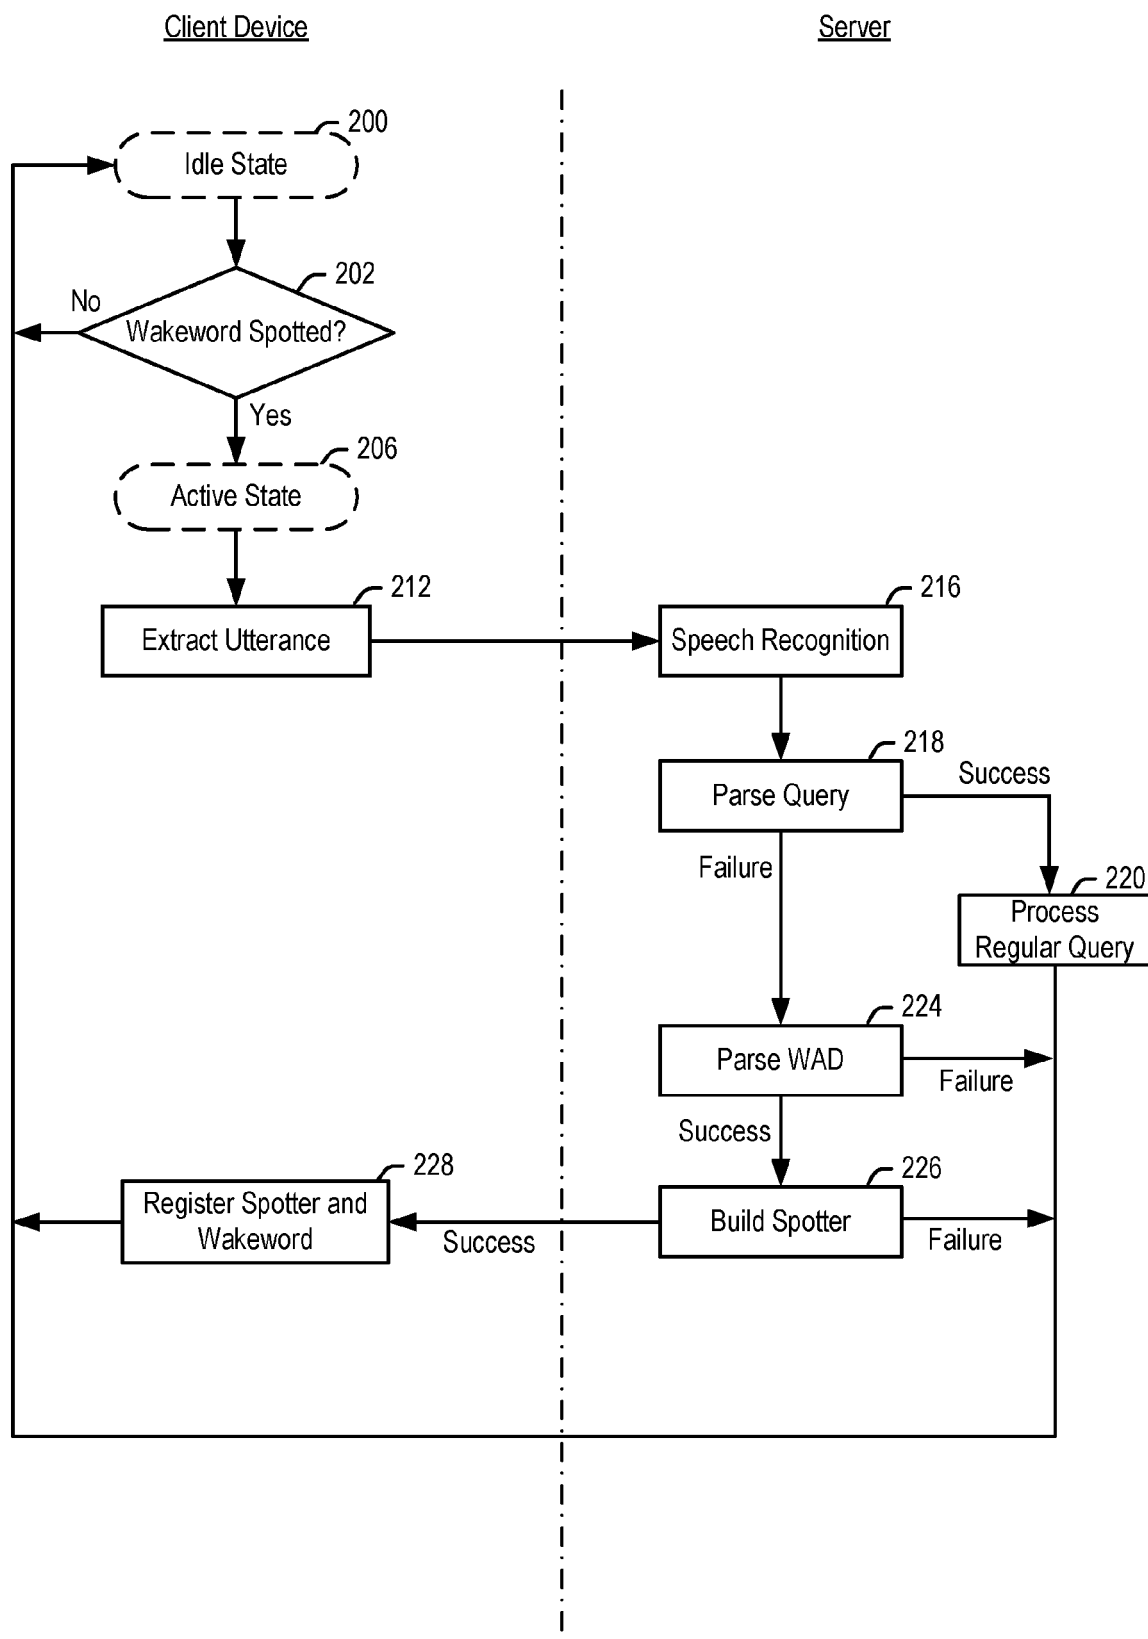 Client Device
Server
200
Idle State
202
No
Wakeword Spotted?
Yes
206
Active State
212
216
Extract Utterance
Speech Recognition
218
Success
Parse Query
Failure
220
Process
Regular Query
224
Parse WAD
Failure
Success
228
226
Register Spotter and
Wakeword
Build Spotter
Success
Failure